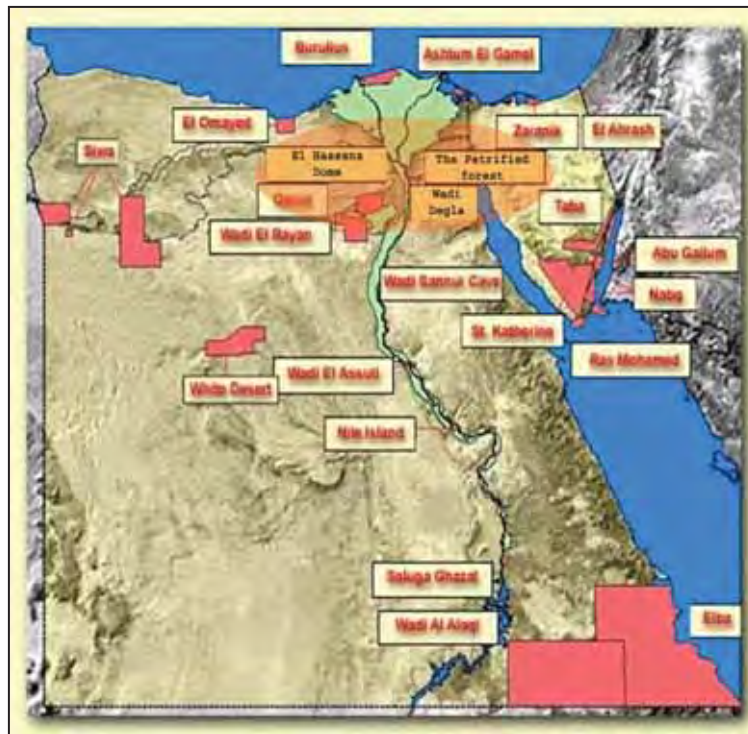 Burullus
Ashtum El Gamel
El Omayed
Zaranik
El Ahrash
Siwa
El Hassana
Dome
The Petrified
forest
Qaroun
Wadi
Degla
Taba
Wadi El Rayan
Abu Gallum
Wadi Sannur Cave
Nabq
St. Katherine
Ras Mohamed
White Desert
Wadi El Assuti
Nile Island
Saluga Ghazal
Wadi Al Alaqi
Elba